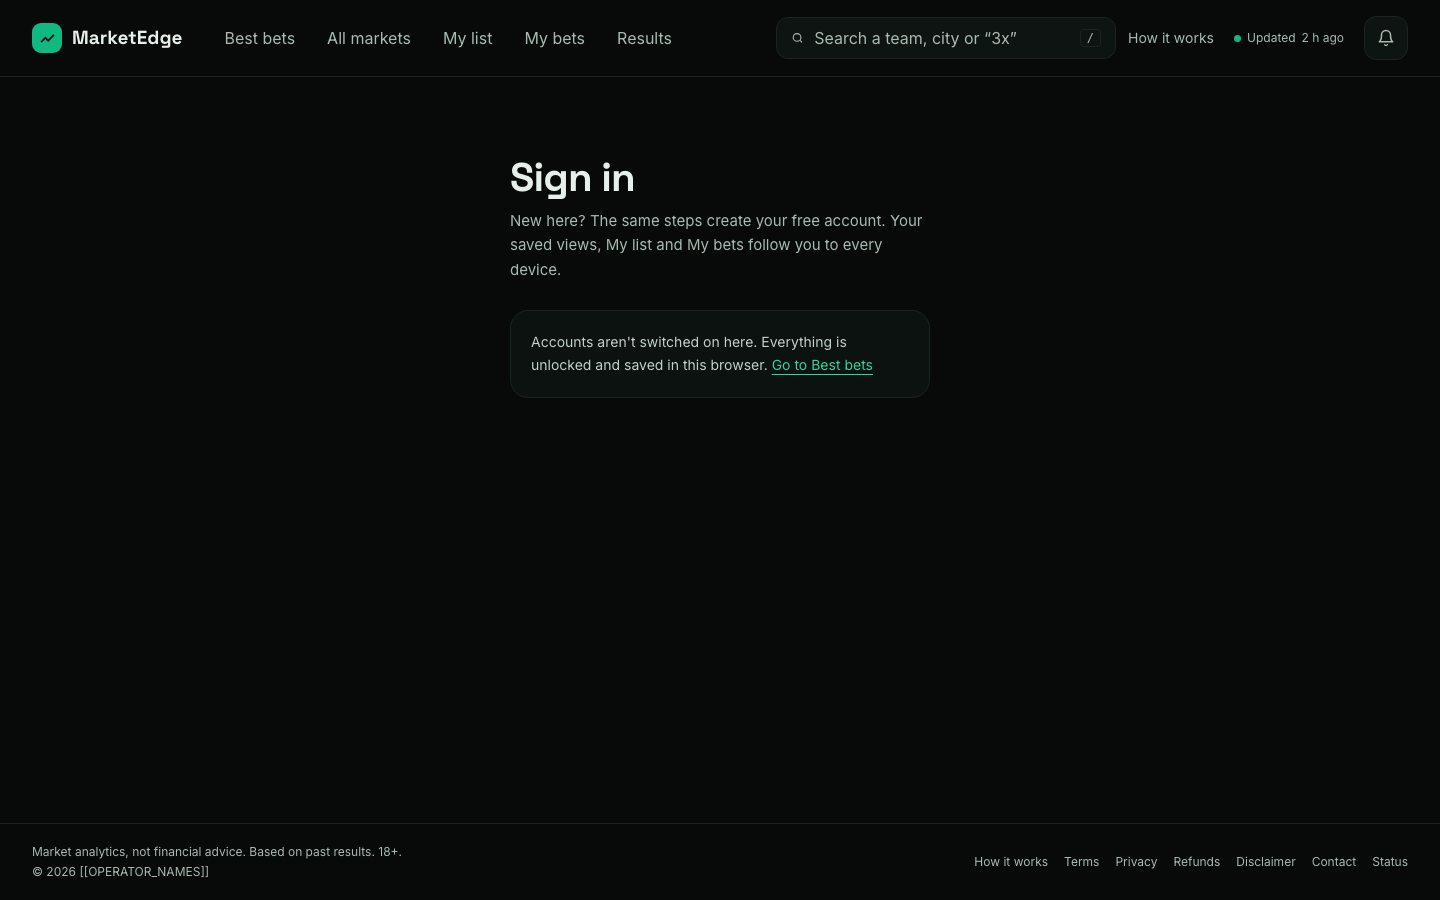 MarketEdge
Best bets
All markets
My list
My bets
Results
Search a team, city or “3x”
/
How it works
Updated 2 h ago
Sign in
New here? The same steps create your free account. Your
saved views, My list and My bets follow you to every
device.
Accounts aren't switched on here. Everything is
unlocked and saved in this browser. Go to Best bets
Market analytics, not financial advice. Based on past results. 18+.
© 2026 [[OPERATOR_NAMES]]
How it works
Terms
Privacy
Refunds
Disclaimer
Contact
Status